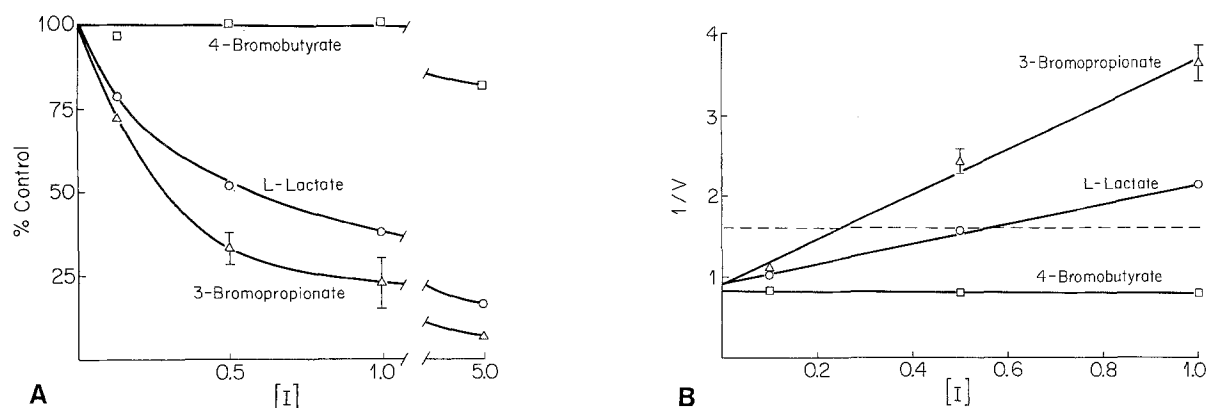 100
75
50
25
% Control
4-Bromobutyrate
L-Lactate
3-Bromopropionate
0.5
1.0
5.0
[I]
A
4
3
2
1
1/V
3-Bromopropionate
L-Lactate
4-Bromobutyrate
0.2
0.4
0.6
0.8
1.0
[I]
B